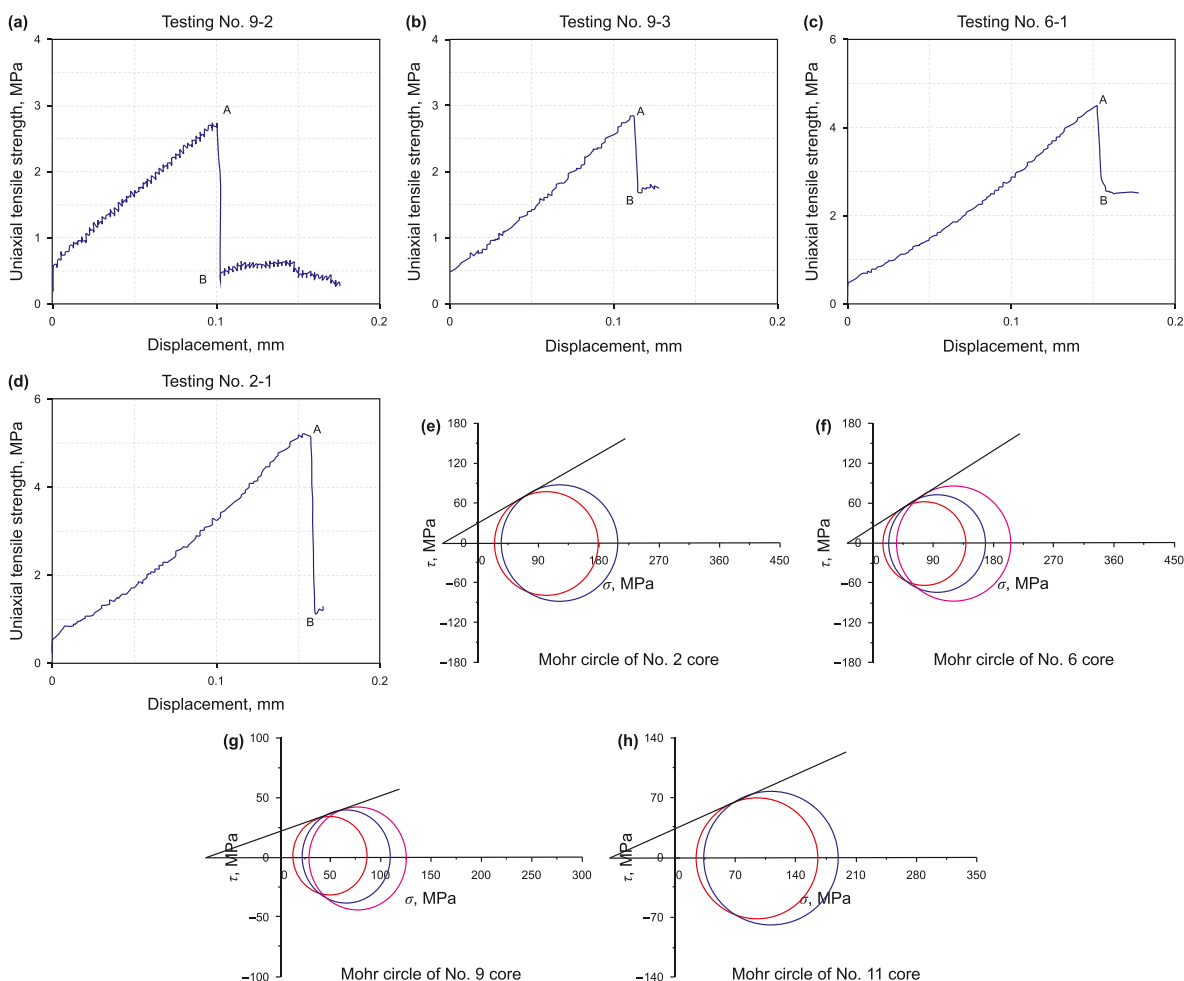 (a)
Testing No. 9-2
Uniaxial tensile strength, MPa
4
3
2
1
0
A
B
0
0.1
0.2
Displacement, mm
(b)
Testing No. 9-3
Uniaxial tensile strength, MPa
4
3
2
1
0
A
B
0
0.1
0.2
Displacement, mm
(c)
Testing No. 6-1
Uniaxial tensile strength, MPa
6
4
2
0
A
B
0
0.1
0.2
Displacement, mm
(d)
Testing No. 2-1
Uniaxial tensile strength, MPa
6
4
2
0
A
B
0
0.1
0.2
Displacement, mm
(e)
τ, MPa
180
120
60
0
−60
−120
−180
0
90
180
270
360
450
σ, MPa
Mohr circle of No. 2 core
(f)
τ, MPa
180
120
60
0
−60
−120
−180
0
90
180
270
360
450
σ, MPa
Mohr circle of No. 6 core
(g)
τ, MPa
100
50
0
−50
−100
0
50
100
150
200
250
300
σ, MPa
Mohr circle of No. 9 core
(h)
τ, MPa
140
70
0
−70
−140
0
70
140
210
280
350
σ, MPa
Mohr circle of No. 11 core